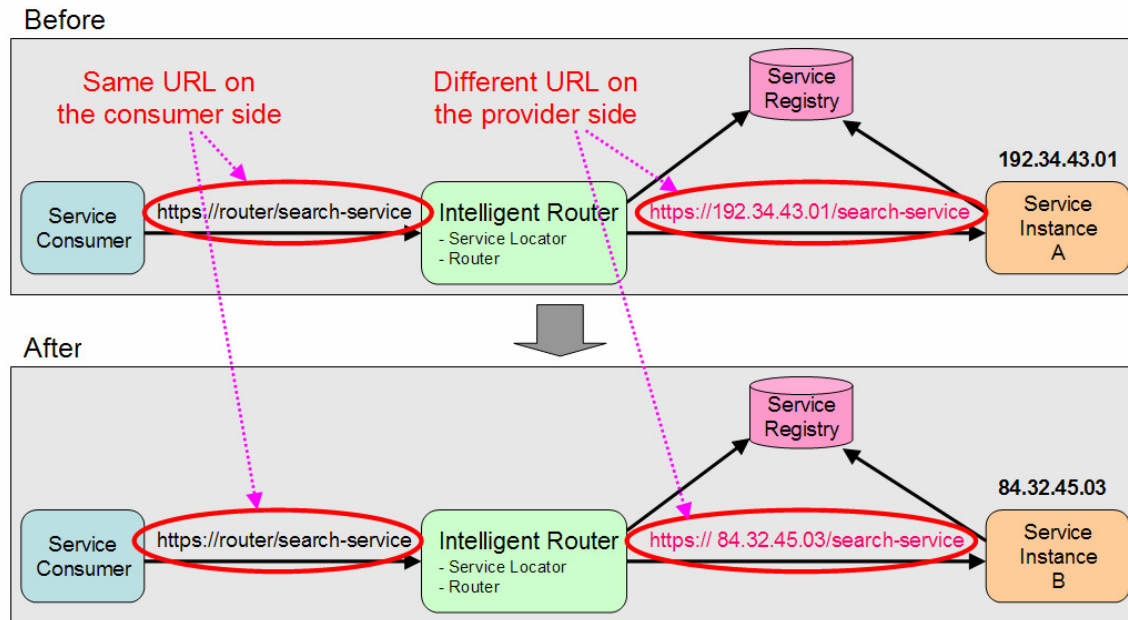 Before
Same URL on
the consumer side
Different URL on
the provider side
Service
Registry
192.34.43.01
Service
Consumer
https://router/search-service
Intelligent Router
- Service Locator
- Router
https://192.34.43.01/search-service
Service
Instance
A
After
Service
Registry
84.32.45.03
Service
Consumer
https://router/search-service
Intelligent Router
- Service Locator
- Router
https:// 84.32.45.03/search-service
Service
Instance
B